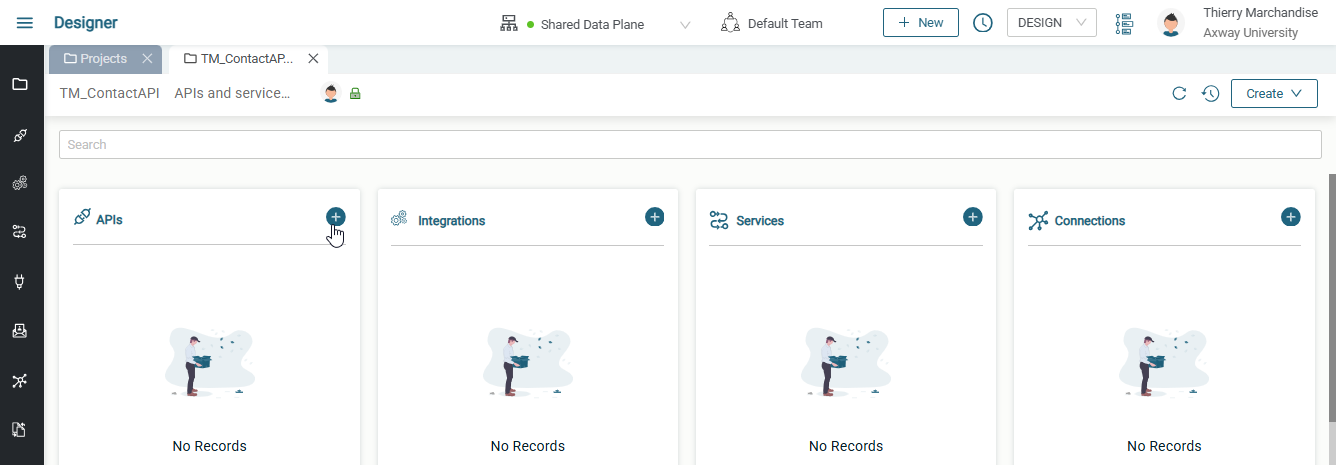 Designer
Shared Data Plane
Default Team
+ New
DESIGN
Thierry Marchandise
Axway University
Projects
TM_ContactAP...
TM_ContactAPI
APIs and service...
Create
Search
APIs
Integrations
Services
Connections
No Records
No Records
No Records
No Records